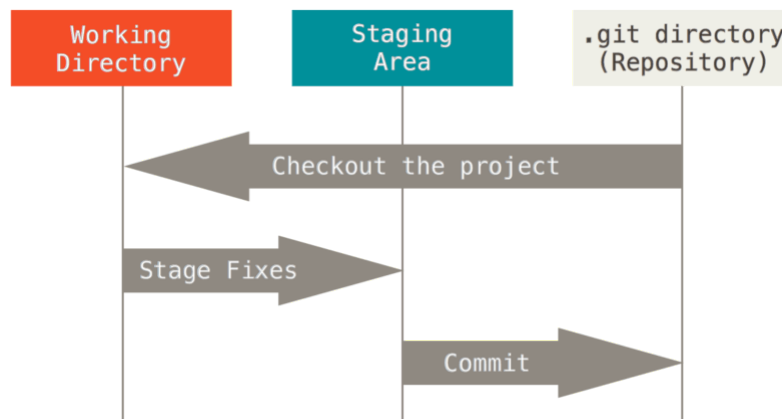 Working
Directory
Staging
Area
.git directory
(Repository)
Checkout the project
Stage Fixes
Commit